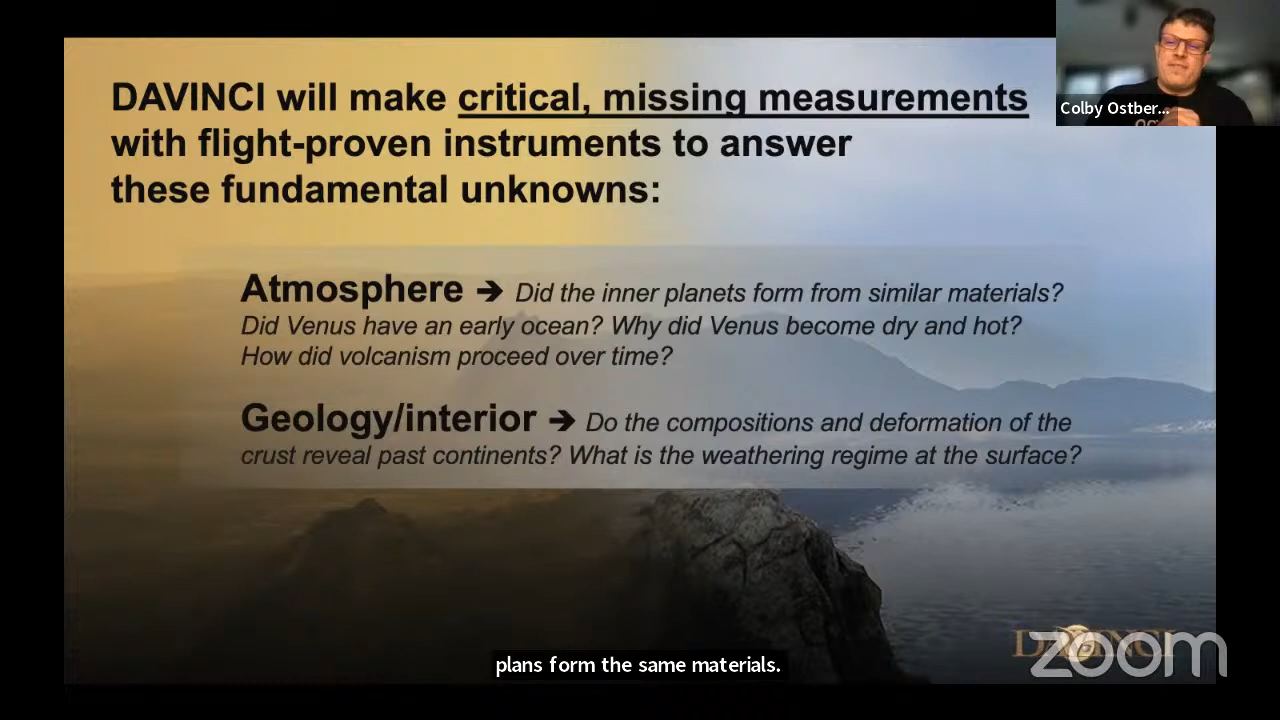 DAVINCI will make critical, missing measurements
with flight-proven instruments to answer
these fundamental unknowns:
Colby Ostber...
Atmosphere ➔ Did the inner planets form from similar materials?
Did Venus have an early ocean? Why did Venus become dry and hot?
How did volcanism proceed over time?
Geology/interior ➔ Do the compositions and deformation of the
crust reveal past continents? What is the weathering regime at the surface?
DAVINCI
zoom
plans form the same materials.